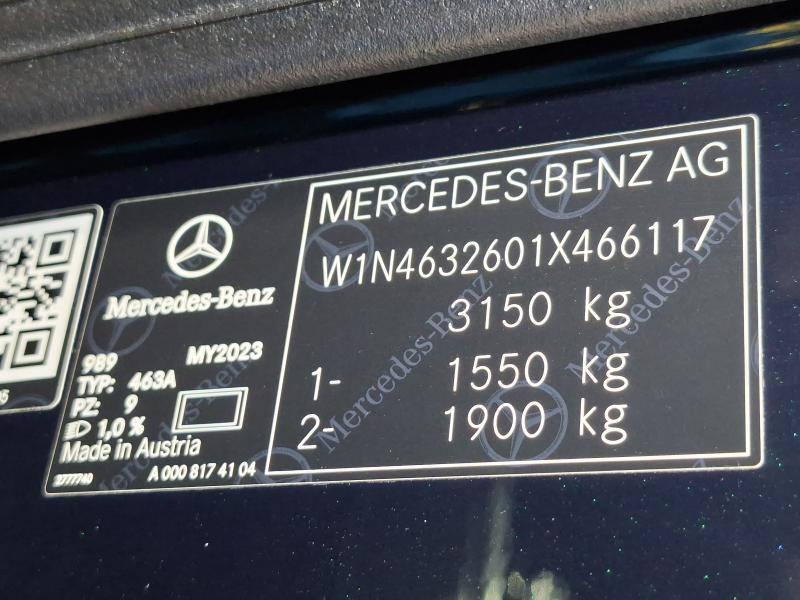 MERCEDES-BENZ AG
W1N4632601X466117
3150 kg
1- 1550 kg
2- 1900 kg
Mercedes-Benz
989 MY2023
TYP: 463A
PZ: 9
1,0 %
Made in Austria
2777740 A 000 817 41 04